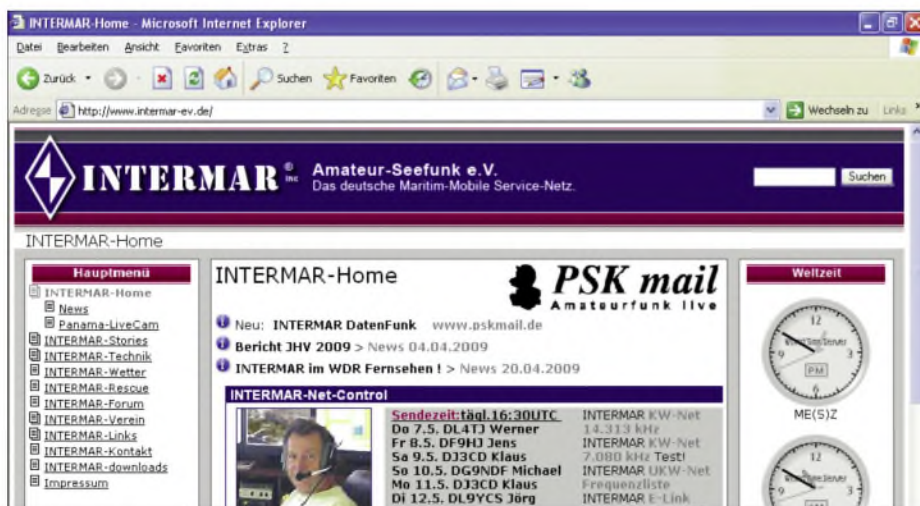 INTERMAR-Home - Microsoft Internet Explorer
Datei Bearbeiten Ansicht Favoriten Extras ?
Zurück Suchen Favoriten
Adresse http://www.intermar-ev.de/ Wechseln zu Links
INTERMAR ® inc
Amateur-Seefunk e.V.
Das deutsche Maritim-Mobile Service-Netz.
Suchen
INTERMAR-Home
Hauptmenü
INTERMAR-Home
News
Panama-LiveCam
INTERMAR-Stories
INTERMAR-Technik
INTERMAR-Wetter
INTERMAR-Rescue
INTERMAR-Forum
INTERMAR-Verein
INTERMAR-Links
INTERMAR-Kontakt
INTERMAR-downloads
Impressum
INTERMAR-Home
PSK mail
Amateurfunk live
Neu: INTERMAR DatenFunk www.pskmail.de
Bericht JHV 2009 > News 04.04.2009
INTERMAR im WDR Fernsehen ! > News 20.04.2009
INTERMAR-Net-Control
Sendezeit:tägl.16:30UTC INTERMAR KW-Net
Do 7.5. DL4TJ Werner 14.313 kHz
Fr 8.5. DF9HJ Jens INTERMAR KW-Net
Sa 9.5. DJ3CD Klaus 7.080 kHz Test!
So 10.5. DG9NDF Michael INTERMAR UKW-Net
Mo 11.5. DJ3CD Klaus Frequenzliste
Di 12.5. DL9YCS Jörg INTERMAR E-Link
Weltzeit
12
9 3
PM
6
ME(S)Z
12
9 3